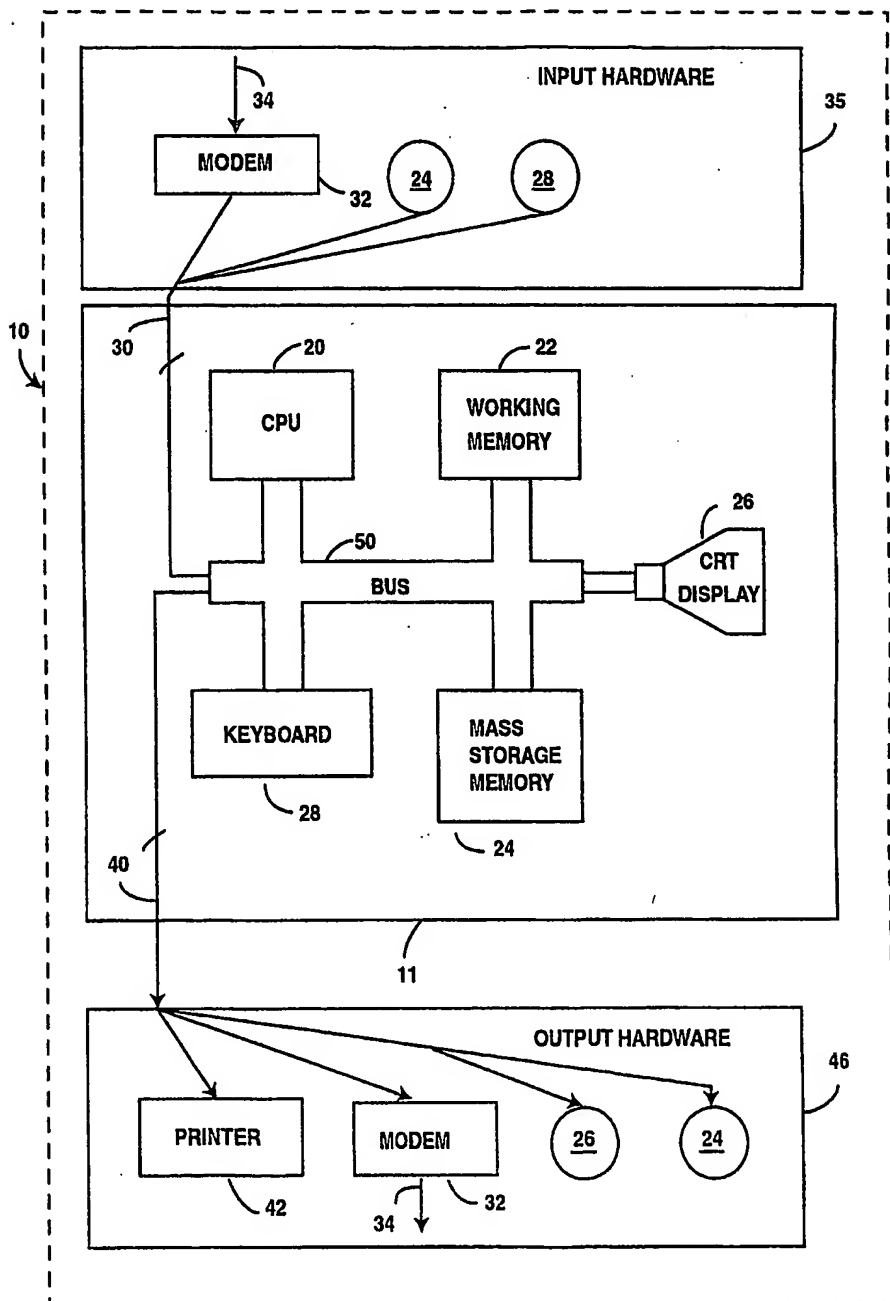 INPUT HARDWARE
34
35
MODEM
24
28
32
10
30
20
22
CPU
WORKING
MEMORY
26
50
CRT
DISPLAY
BUS
KEYBOARD
MASS
STORAGE
MEMORY
28
24
40
11
OUTPUT HARDWARE
46
PRINTER
MODEM
26
24
42
34
32